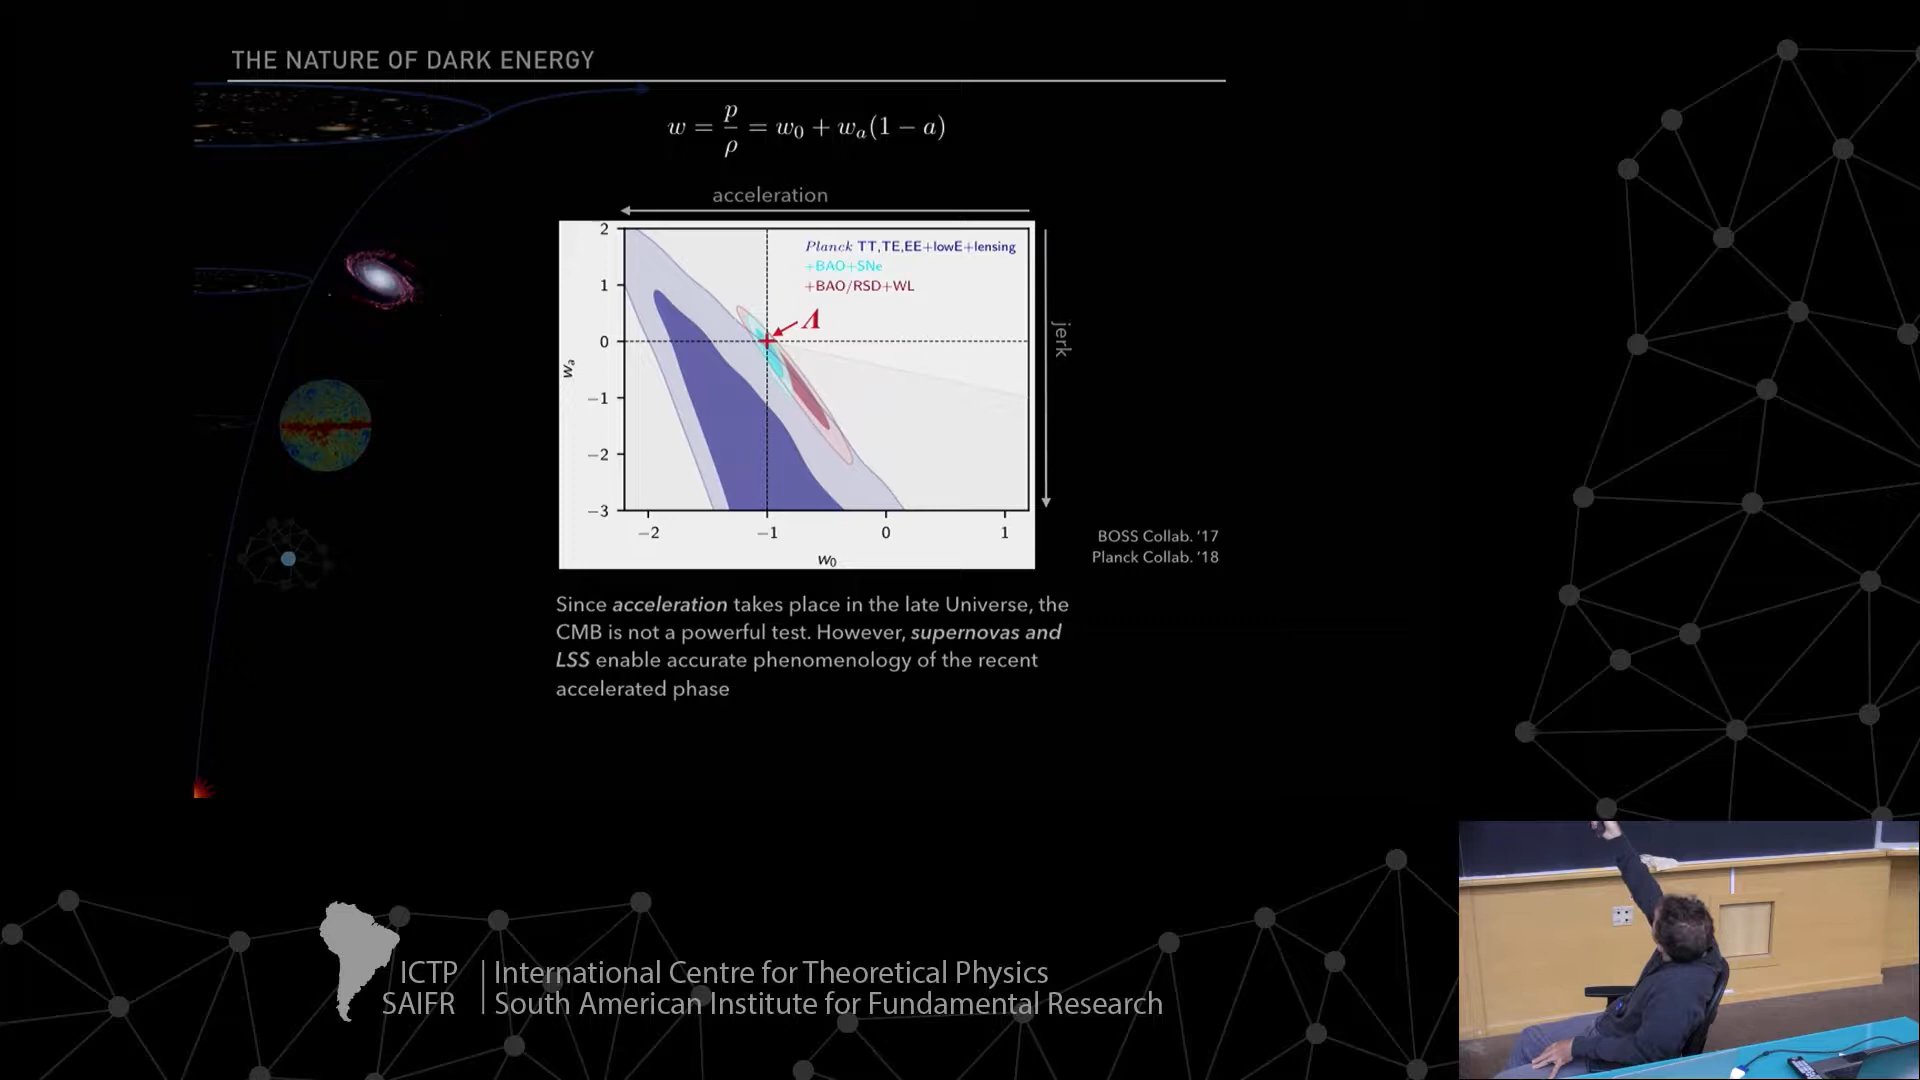 THE NATURE OF DARK ENERGY
w = p/ρ = w₀ + wₐ(1 − a)
acceleration
2
1
0
−1
−2
−3
wₐ
Planck TT,TE,EE+lowE+lensing
+BAO+SNe
+BAO/RSD+WL
Λ
jerk
−2 −1 0 1
w₀
BOSS Collab. ‘17
Planck Collab. ‘18
Since acceleration takes place in the late Universe, the
CMB is not a powerful test. However, supernovas and
LSS enable accurate phenomenology of the recent
accelerated phase
ICTP | International Centre for Theoretical Physics
SAIFR | South American Institute for Fundamental Research